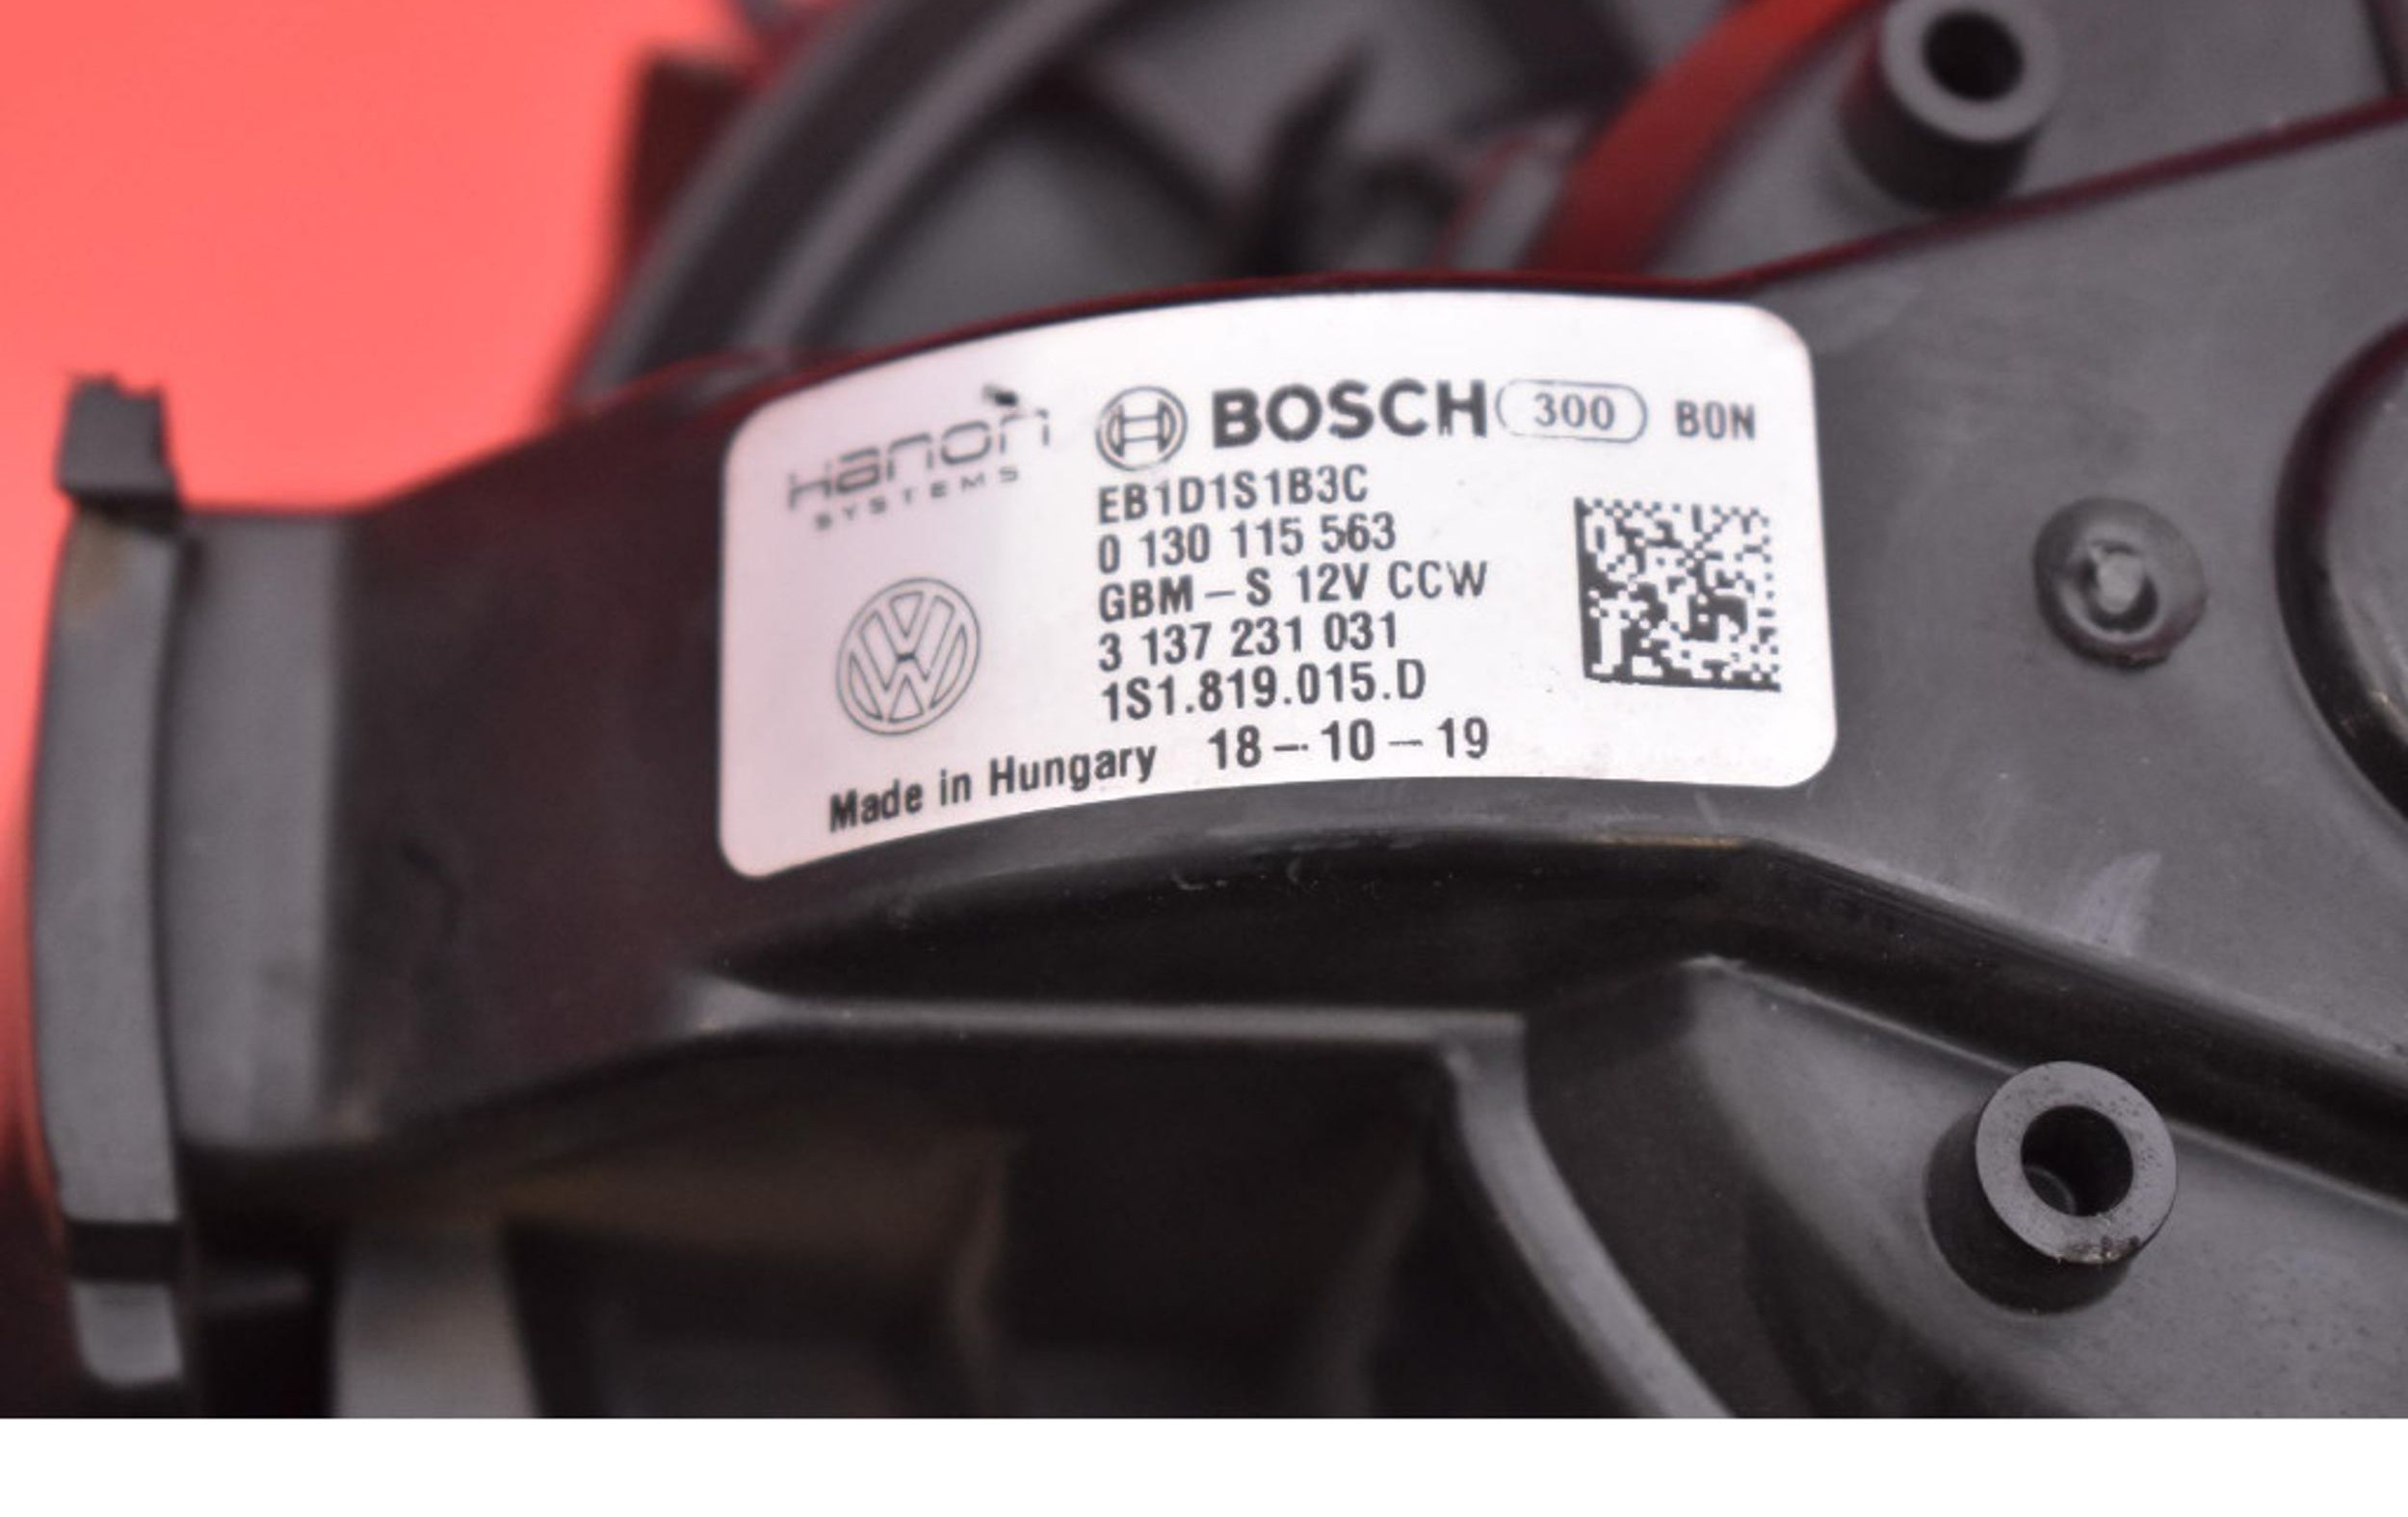 Hanon
SYSTEMS
BOSCH 300 BON
EB1D1S1B3C
0 130 115 563
GBM – S 12V CCW
3 137 231 031
1S1.819.015.D
Made in Hungary 18 – 10 – 19